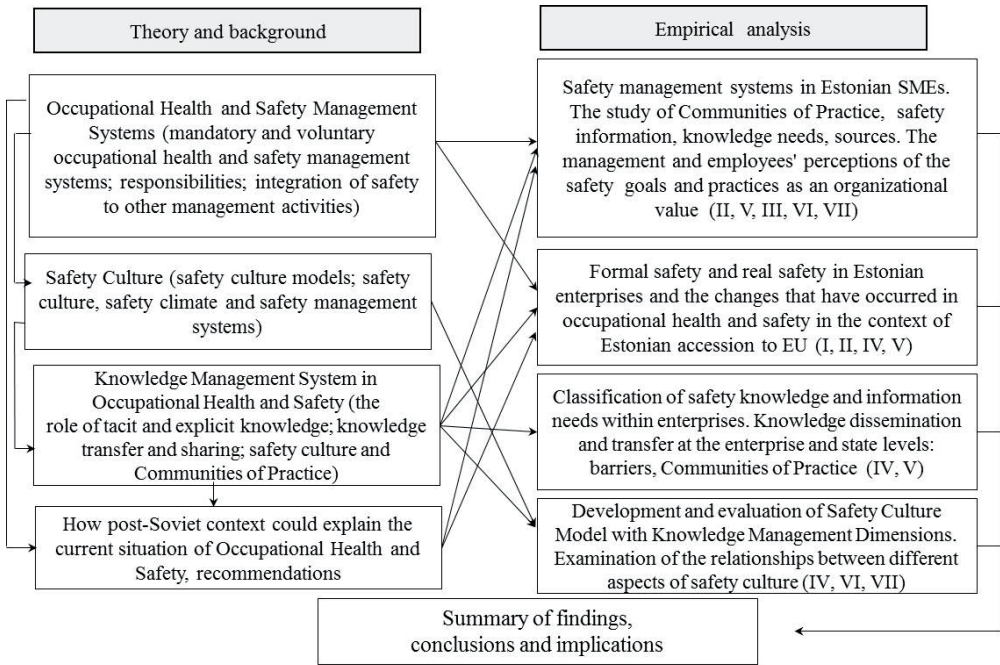 Theory and background
Occupational Health and Safety Management
Systems (mandatory and voluntary
occupational health and safety management
systems; responsibilities; integration of safety
to other management activities)
Safety Culture (safety culture models; safety
culture, safety climate and safety management
systems)
Knowledge Management System in
Occupational Health and Safety (the
role of tacit and explicit knowledge; knowledge
transfer and sharing; safety culture and
Communities of Practice)
How post-Soviet context could explain the
current situation of Occupational Health and
Safety, recommendations
Empirical analysis
Safety management systems in Estonian SMEs.
The study of Communities of Practice, safety
information, knowledge needs, sources. The
management and employees' perceptions of the
safety goals and practices as an organizational
value (II, V, III, VI, VII)
Formal safety and real safety in Estonian
enterprises and the changes that have occurred in
occupational health and safety in the context of
Estonian accession to EU (I, II, IV, V)
Classification of safety knowledge and information
needs within enterprises. Knowledge dissemination
and transfer at the enterprise and state levels:
barriers, Communities of Practice (IV, V)
Development and evaluation of Safety Culture
Model with Knowledge Management Dimensions.
Examination of the relationships between different
aspects of safety culture (IV, VI, VII)
Summary of findings,
conclusions and implications